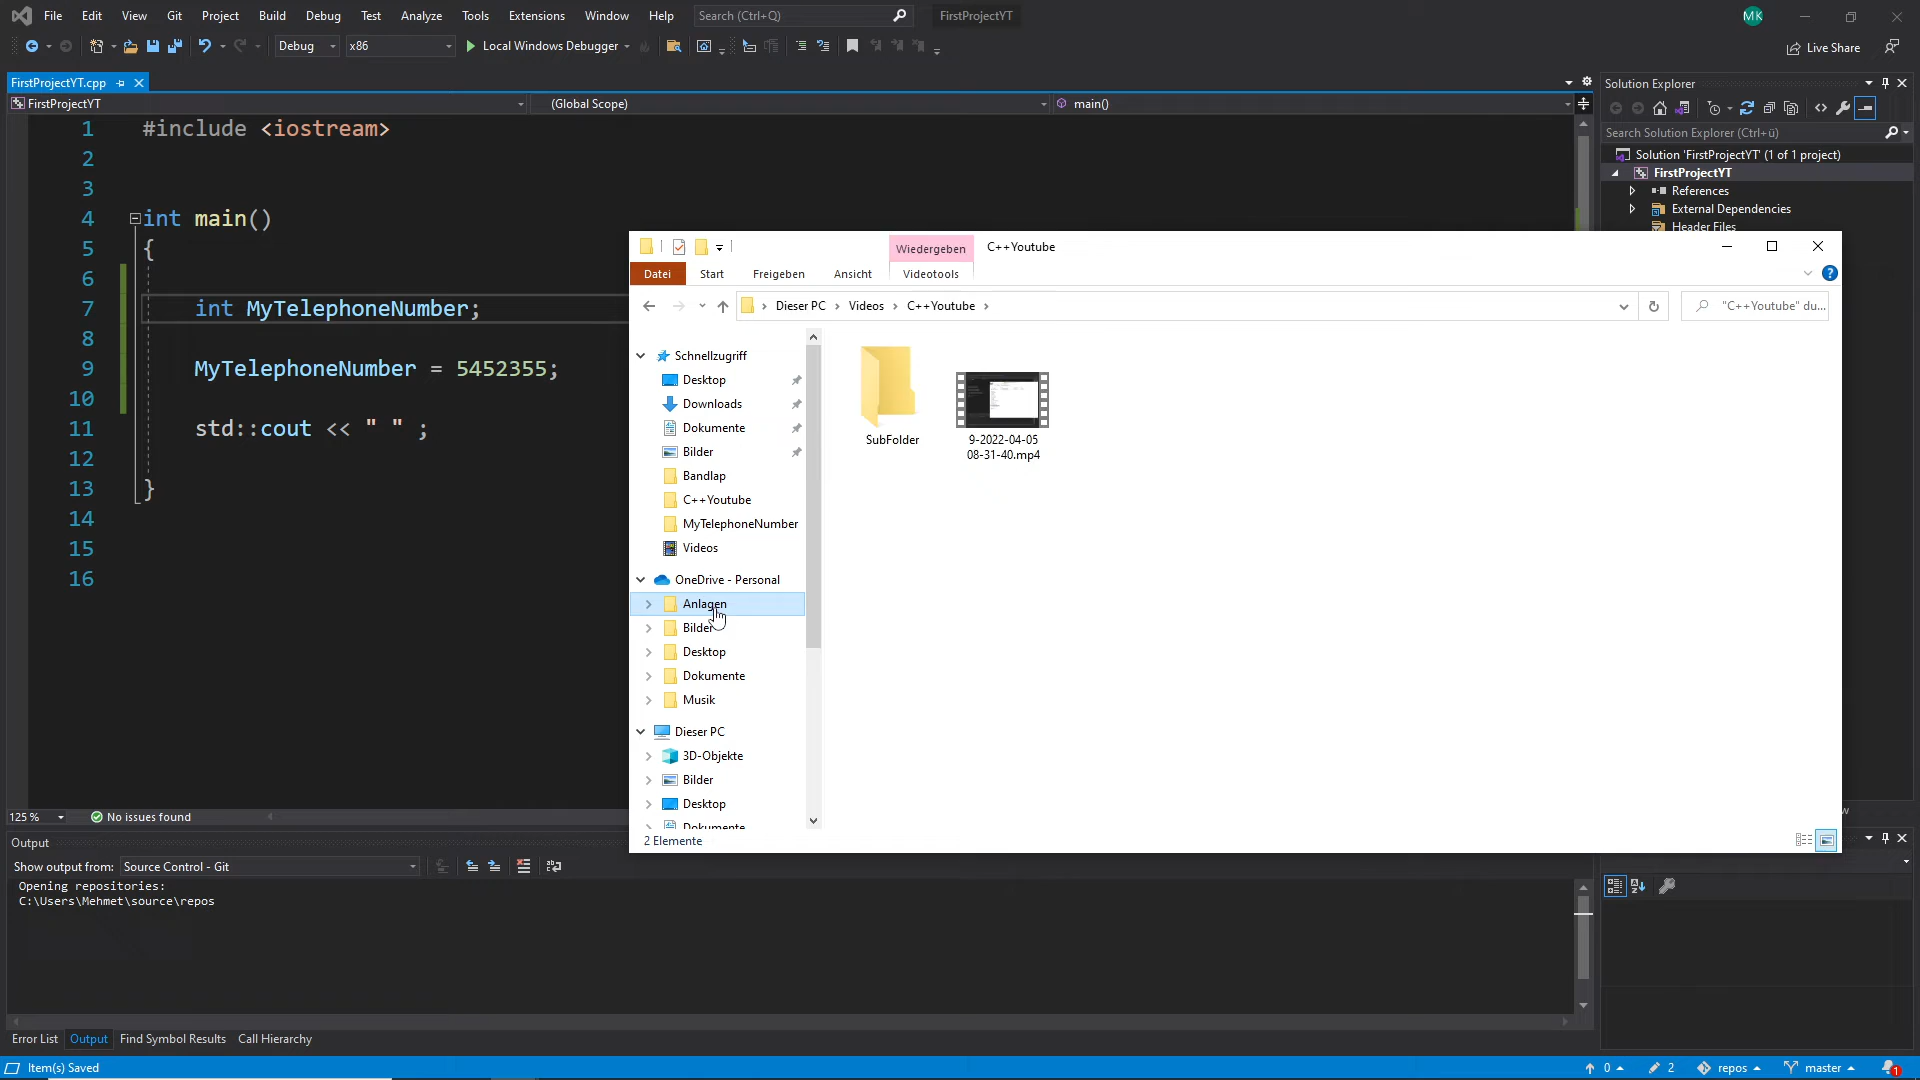 File Edit View Git Project Build Debug Test Analyze Tools Extensions Window Help Search (Ctrl+Q) FirstProjectYT MK
Debug x86 Local Windows Debugger Live Share
FirstProjectYT.cpp
FirstProjectYT (Global Scope) main()
1 #include <iostream>
2
3
4 int main()
5 {
6
7 int MyTelephoneNumber;
8
9 MyTelephoneNumber = 5452355;
10
11 std::cout << " " ;
12
13 }
14
15
16
125 % No issues found
Solution Explorer
Search Solution Explorer (Ctrl+ü)
Solution 'FirstProjectYT' (1 of 1 project)
FirstProjectYT
References
External Dependencies
Header Files
Wiedergeben C++Youtube
Datei Start Freigeben Ansicht Videotools
Dieser PC Videos C++Youtube "C++Youtube" du...
Schnellzugriff
Desktop
Downloads
Dokumente
Bilder
Bandlap
C++Youtube
MyTelephoneNumber
Videos
OneDrive - Personal
Anlagen
Bilder
Desktop
Dokumente
Musik
Dieser PC
3D-Objekte
Bilder
Desktop
Dokumente
SubFolder
9-2022-04-05
08-31-40.mp4
2 Elemente
Output
Show output from: Source Control - Git
Opening repositories:
C:\Users\Mehmet\source\repos
Error List Output Find Symbol Results Call Hierarchy
Item(s) Saved 0 2 repos master 1